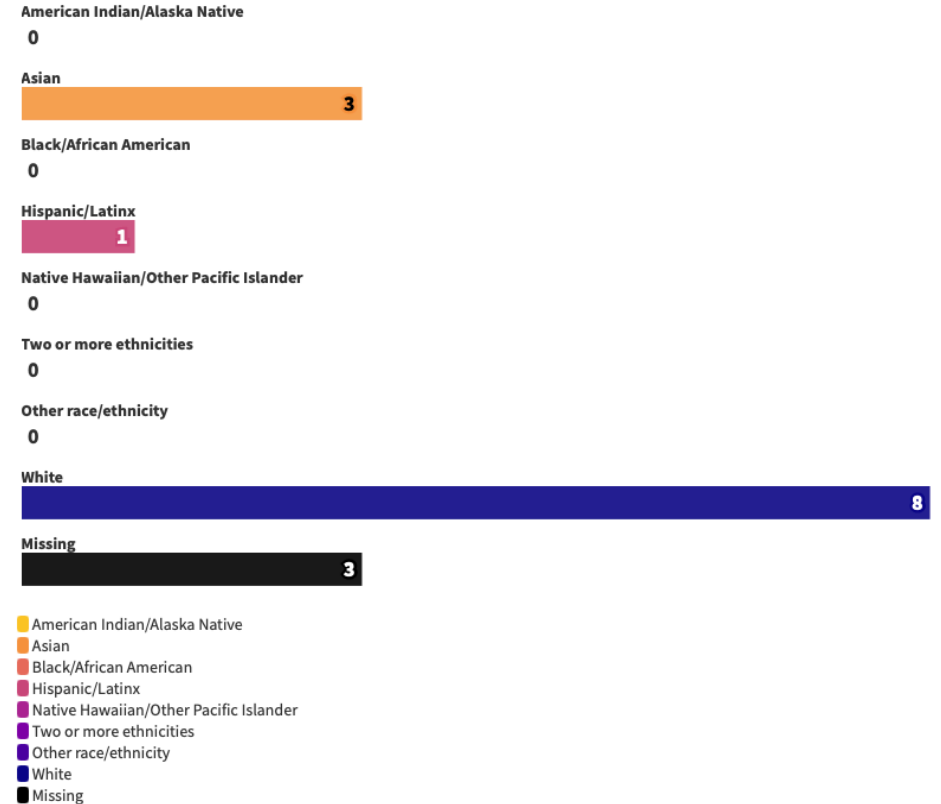 American Indian/Alaska Native
0
Asian
3
Black/African American
0
Hispanic/Latinx
1
Native Hawaiian/Other Pacific Islander
0
Two or more ethnicities
0
Other race/ethnicity
0
White
8
Missing
3
American Indian/Alaska Native
Asian
Black/African American
Hispanic/Latinx
Native Hawaiian/Other Pacific Islander
Two or more ethnicities
Other race/ethnicity
White
Missing